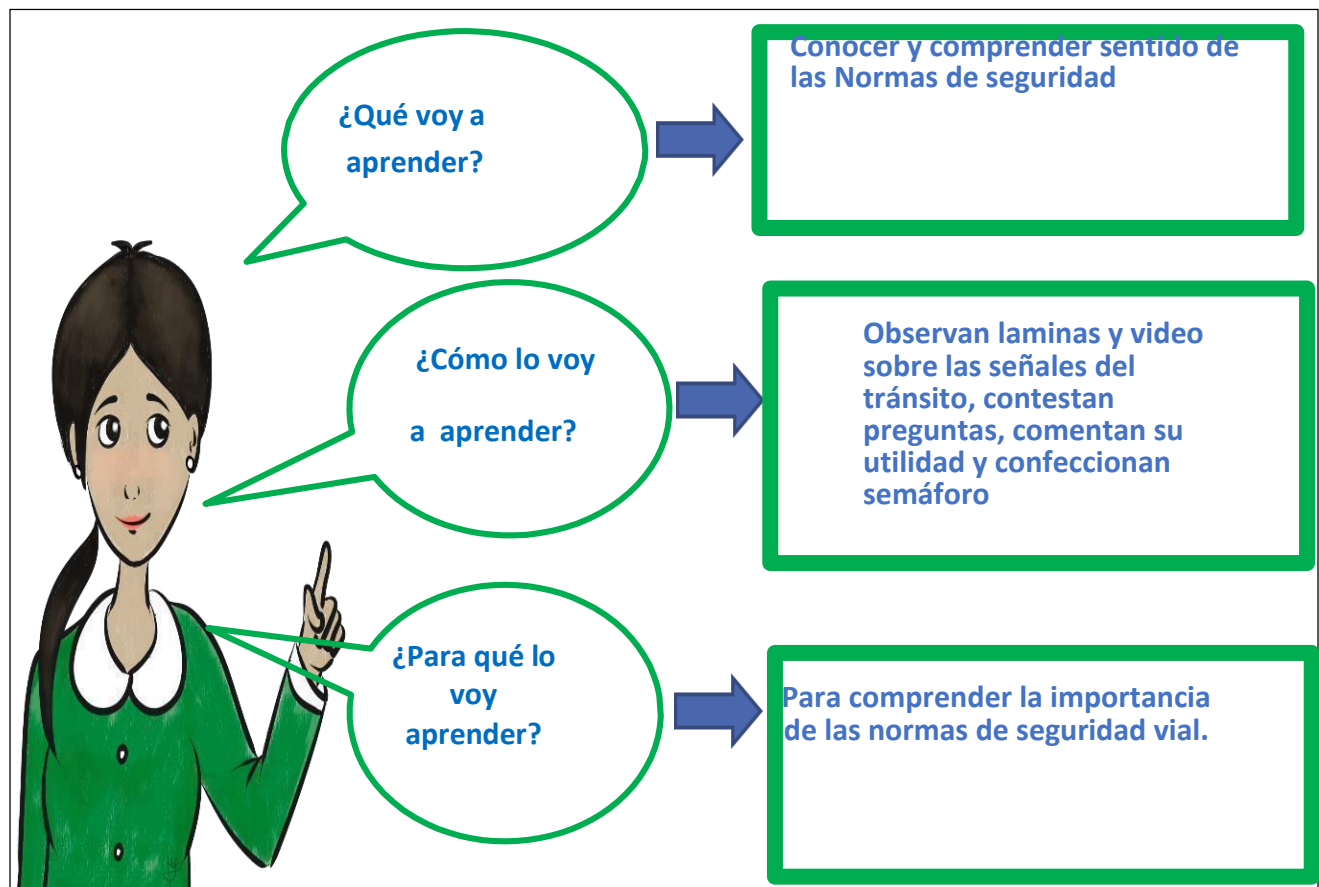 ¿Qué voy a
aprender?
Conocer y comprender sentido de
las Normas de seguridad
¿Cómo lo voy
a aprender?
Observan laminas y video
sobre las señales del
tránsito, contestan
preguntas, comentan su
utilidad y confeccionan
semáforo
¿Para qué lo
voy
aprender?
Para comprender la importancia
de las normas de seguridad vial.